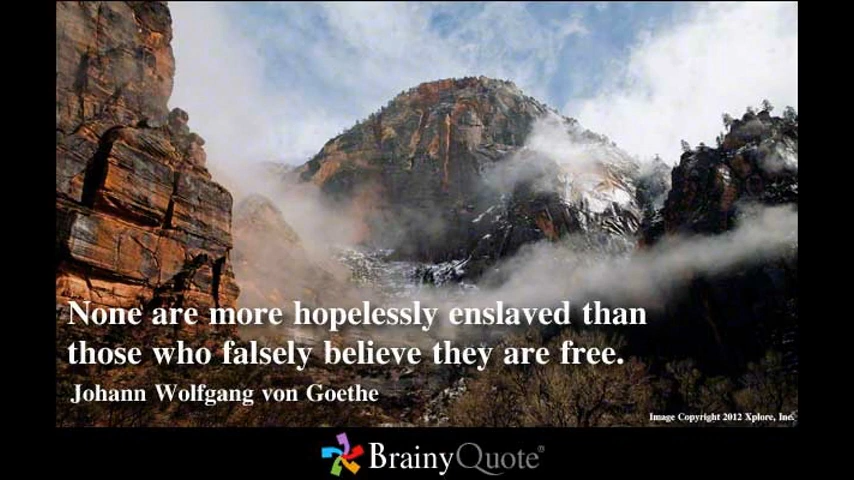 None are more hopelessly enslaved than
those who falsely believe they are free.
Johann Wolfgang von Goethe
Image Copyright 2012 Xplore, Inc.
BrainyQuote®